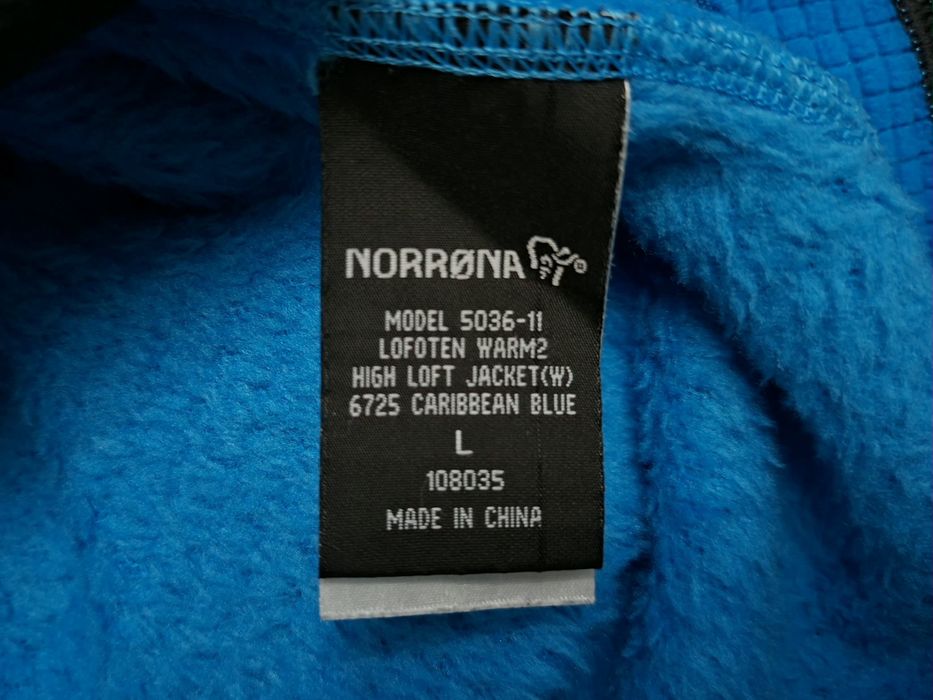 NORRØNA ®
MODEL 5036-11
LOFOTEN WARM2
HIGH LOFT JACKET(W)
6725 CARIBBEAN BLUE
L
108035
MADE IN CHINA